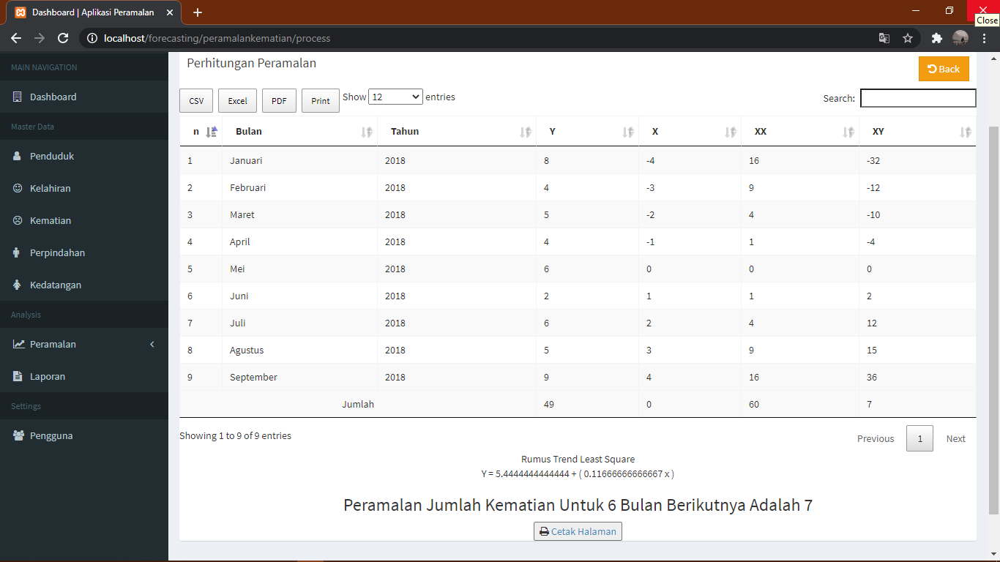 Dashboard | Aplikasi Peramalan
Close
localhost/forecasting/peramalankematian/process
MAIN NAVIGATION
Dashboard
Master Data
Penduduk
Kelahiran
Kematian
Perpindahan
Kedatangan
Analysis
Peramalan
Laporan
Settings
Pengguna
Perhitungan Peramalan
Back
CSV Excel PDF Print Show 12 entries Search:
n Bulan Tahun Y X XX XY
1 Januari 2018 8 -4 16 -32
2 Februari 2018 4 -3 9 -12
3 Maret 2018 5 -2 4 -10
4 April 2018 4 -1 1 -4
5 Mei 2018 6 0 0 0
6 Juni 2018 2 1 1 2
7 Juli 2018 6 2 4 12
8 Agustus 2018 5 3 9 15
9 September 2018 9 4 16 36
Jumlah 49 0 60 7
Showing 1 to 9 of 9 entries Previous 1 Next
Rumus Trend Least Square
Y = 5.4444444444444 + ( 0.11666666666667 x )
Peramalan Jumlah Kematian Untuk 6 Bulan Berikutnya Adalah 7
Cetak Halaman